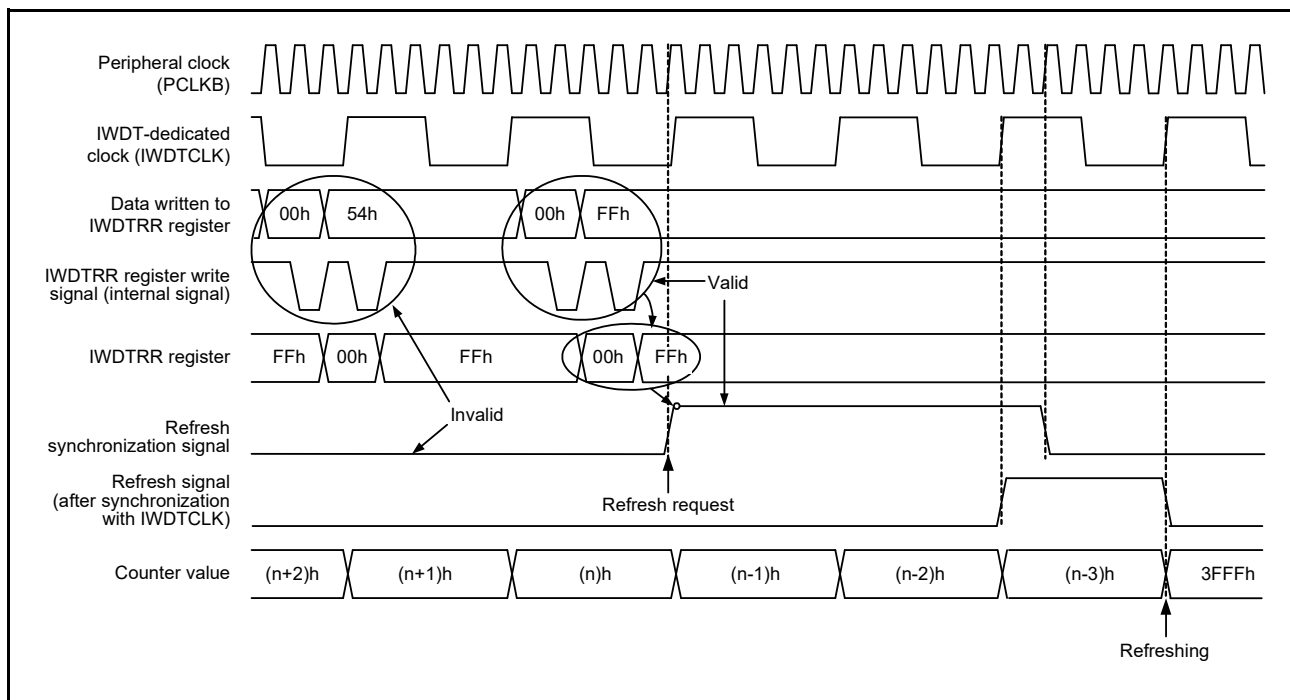 Peripheral clock
(PCLKB)
IWDT-dedicated
clock (IWDTCLK)
Data written to
IWDTRR register
00h
54h
00h
FFh
IWDTRR register write
signal (internal signal)
Valid
IWDTRR register
FFh
00h
FFh
00h
FFh
Invalid
Refresh
synchronization signal
Refresh request
Refresh signal
(after synchronization
with IWDTCLK)
Counter value
(n+2)h
(n+1)h
(n)h
(n-1)h
(n-2)h
(n-3)h
3FFFh
Refreshing